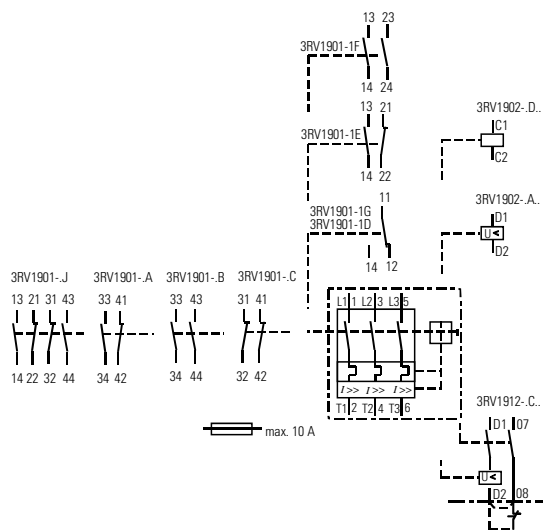 13 23
3RV1901-1F
14 24
13 21
3RV1901-1E
14 22
3RV1902-.D..
C1
C2
11
3RV1901-1G
3RV1901-1D
14 12
3RV1902-.A..
D1
U<
D2
3RV1901-.J
13 21 31 43
14 22 32 44
3RV1901-.A
33 41
34 42
3RV1901-.B
33 43
34 44
3RV1901-.C
31 41
32 42
L1 1 L2 3 L3 5
I>> I>> I>>
T1 2 T2 4 T3 6
max. 10 A
3RV1912-.C..
D1 07
U<
D2 08